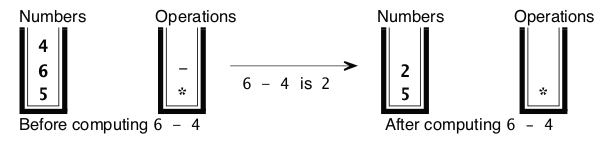 Numbers Operations Numbers Operations
4
6 – 2
5 * 5 *
6 – 4 is 2
Before computing 6 – 4 After computing 6 – 4